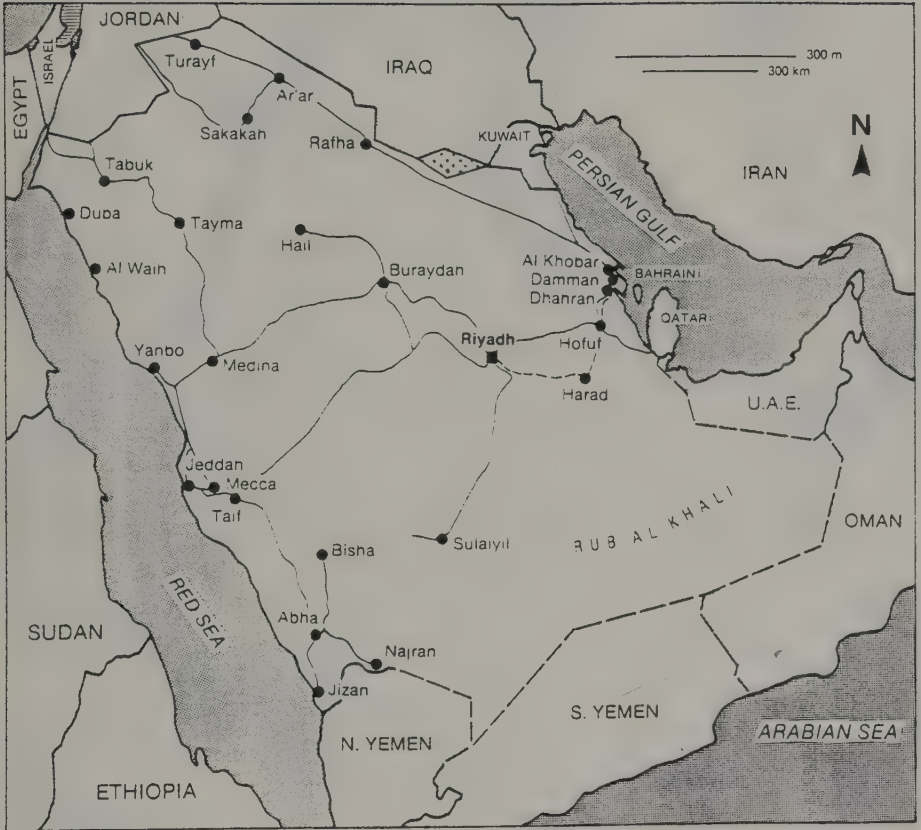 JORDAN
ISRAEL
EGYPT
Turayf
IRAQ
300 m
300 km
Ar'ar
Sakakah
Rafha
KUWAIT
N
PERSIAN GULF
IRAN
Tabuk
Duba
Tayma
Hail
Al Wajh
Buraydan
Al Khobar
BAHRAIN
Damman
Dhahran
QATAR
Yanbo
Medina
Riyadh
Hofuf
Harad
U.A.E.
Jeddah
Mecca
Taif
Sulaiyil
RUB AL KHALI
OMAN
Bisha
RED SEA
SUDAN
Abha
Najran
Jizan
S. YEMEN
N. YEMEN
ARABIAN SEA
ETHIOPIA